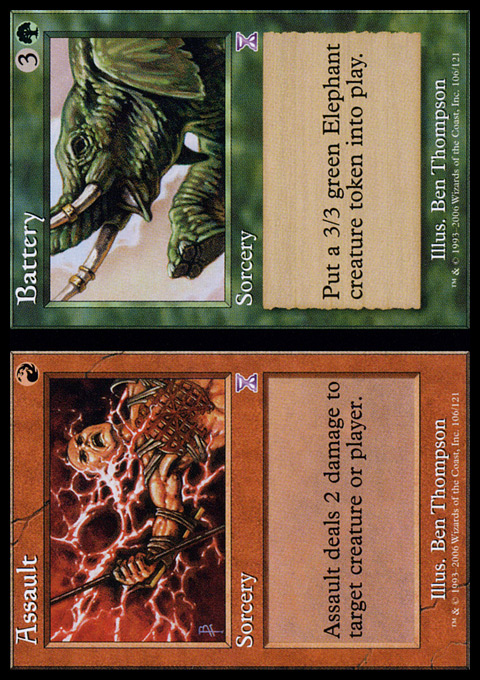 Assault
Sorcery
Assault deals 2 damage to
target creature or player.
Illus. Ben Thompson
™ & © 1993–2006 Wizards of the Coast, Inc. 106/121
Battery
3
Sorcery
Put a 3/3 green Elephant
creature token into play.
Illus. Ben Thompson
™ & © 1993–2006 Wizards of the Coast, Inc. 106/121